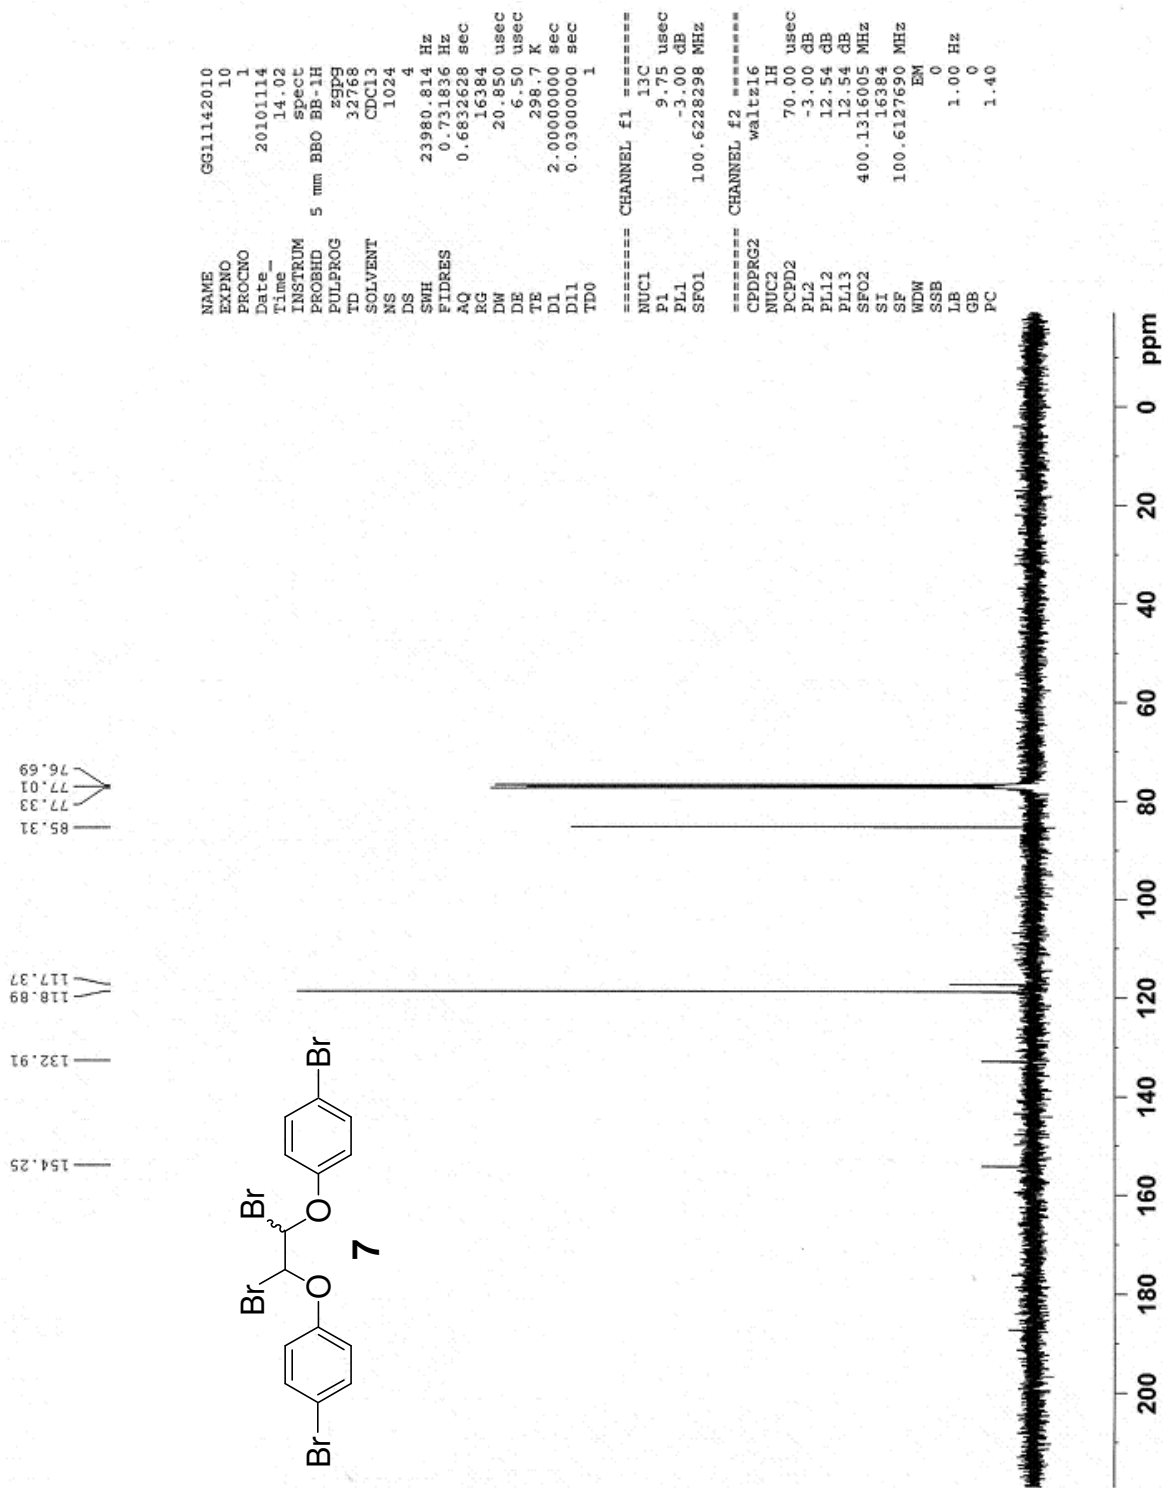 154.25
132.91
118.89
117.37
85.31
77.33
77.01
76.69
NAME GG11142010
EXPNO 10
PROCNO 1
Date_ 20101114
Time 14.02
INSTRUM spect
PROBHD 5 mm BBO BB-1H
PULPROG zgpg
TD 32768
SOLVENT CDCl3
NS 1024
DS 4
SWH 23980.814 Hz
FIDRES 0.731836 Hz
AQ 0.6832628 sec
RG 16384
DW 20.850 usec
DE 6.50 usec
TE 298.7 K
D1 2.00000000 sec
D11 0.03000000 sec
TD0 1
======== CHANNEL f1 ========
NUC1 13C
P1 9.75 usec
PL1 -3.00 dB
SFO1 100.6228298 MHz
======== CHANNEL f2 ========
CPDPRG2 waltz16
NUC2 1H
PCPD2 70.00 usec
PL2 -3.00 dB
PL12 12.54 dB
PL13 12.54 dB
SFO2 400.1316005 MHz
SI 16384
SF 100.6127690 MHz
WDW EM
SSB 0
LB 1.00 Hz
GB 0
PC 1.40
Br Br
Br O O Br
7
200 180 160 140 120 100 80 60 40 20 0 ppm